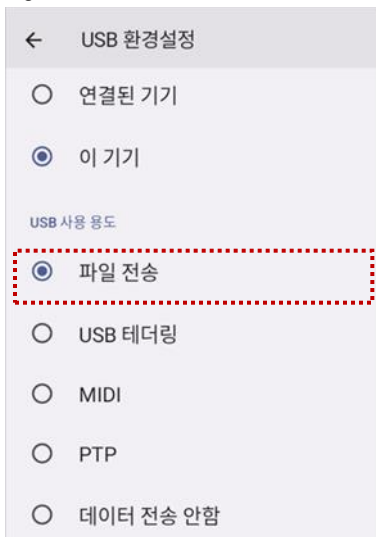 USB 환경설정
연결된 기기
이 기기
USB 사용 용도
파일 전송
USB 테더링
MIDI
PTP
데이터 전송 안함